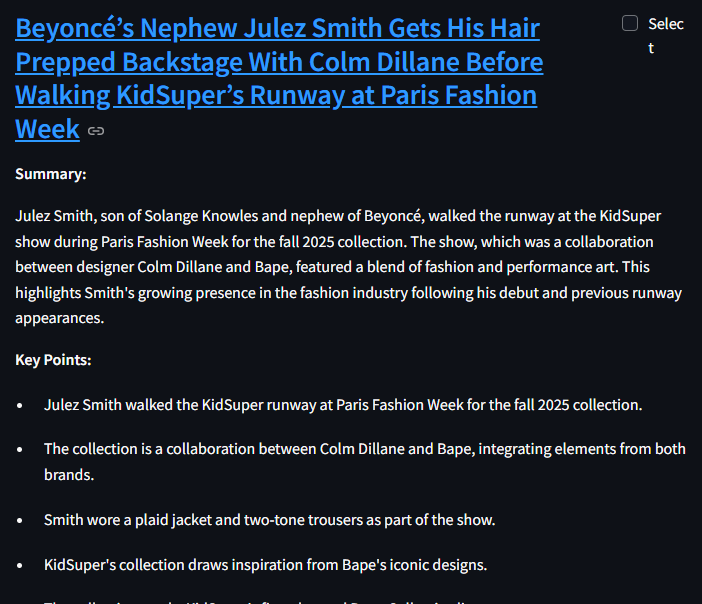 Beyoncé’s Nephew Julez Smith Gets His Hair
Prepped Backstage With Colm Dillane Before
Walking KidSuper’s Runway at Paris Fashion
Week
Selec
t
Summary:
Julez Smith, son of Solange Knowles and nephew of Beyoncé, walked the runway at the KidSuper
show during Paris Fashion Week for the fall 2025 collection. The show, which was a collaboration
between designer Colm Dillane and Bape, featured a blend of fashion and performance art. This
highlights Smith's growing presence in the fashion industry following his debut and previous runway
appearances.
Key Points:
• Julez Smith walked the KidSuper runway at Paris Fashion Week for the fall 2025 collection.
• The collection is a collaboration between Colm Dillane and Bape, integrating elements from both
brands.
• Smith wore a plaid jacket and two-tone trousers as part of the show.
• KidSuper's collection draws inspiration from Bape's iconic designs.